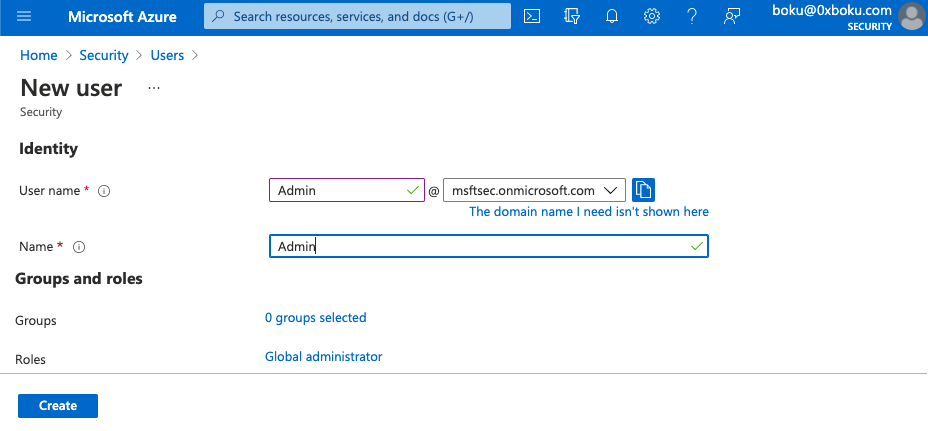 Microsoft Azure
Search resources, services, and docs (G+/)
boku@0xboku.com
SECURITY
Home > Security > Users >
New user ...
Security
Identity
User name *
Admin @ msftsec.onmicrosoft.com
The domain name I need isn't shown here
Name *
Admin
Groups and roles
Groups
0 groups selected
Roles
Global administrator
Create